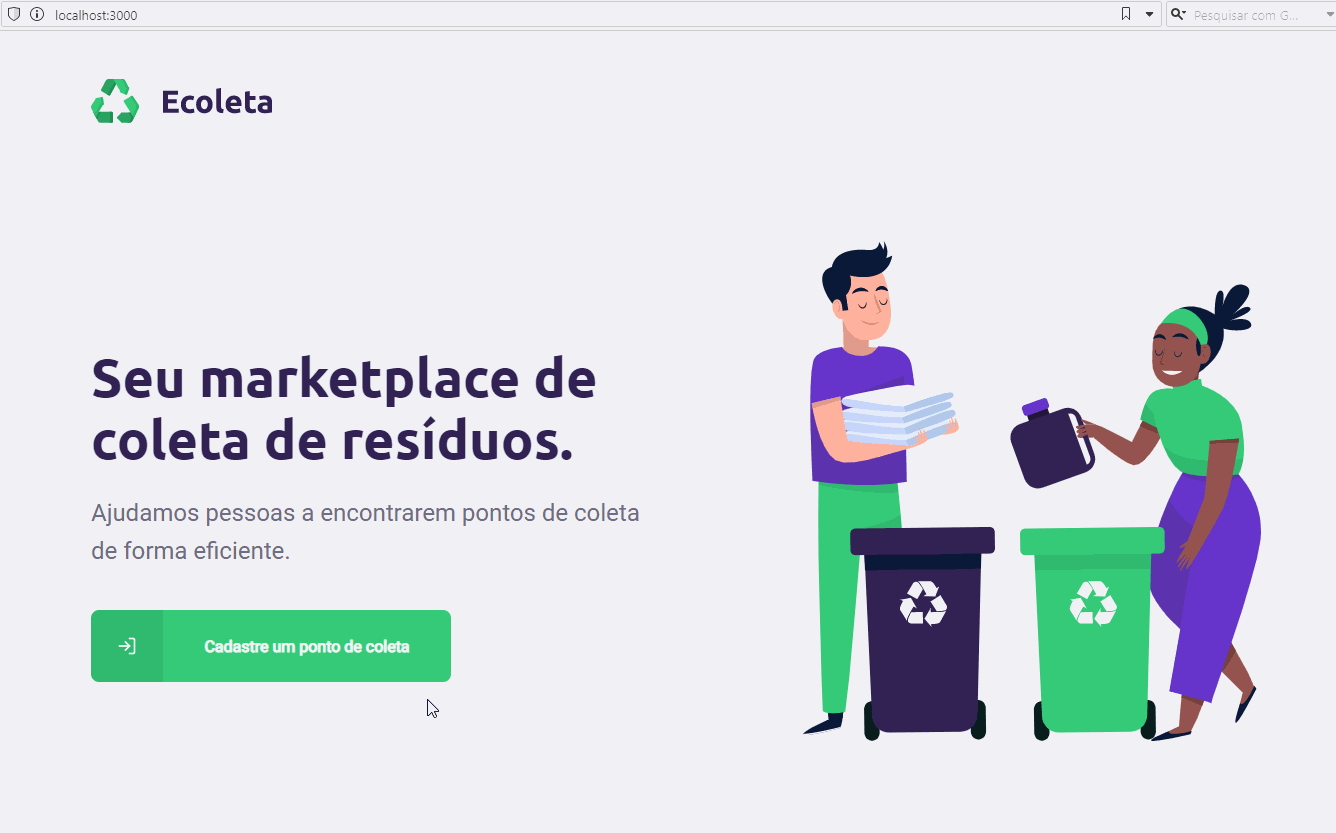 localhost:3000
Pesquisar com G...
Ecoleta
Seu marketplace de
coleta de resíduos.
Ajudamos pessoas a encontrarem pontos de coleta
de forma eficiente.
Cadastre um ponto de coleta